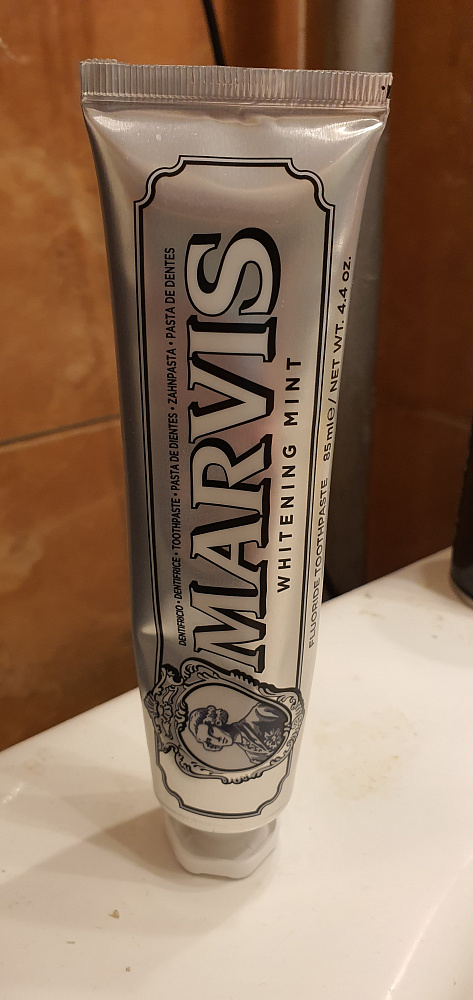 DENTIFRICIO • DENTIFRICE • TOOTHPASTE • PASTA DE DIENTES • ZAHNPASTA • PASTA DE DENTES
MARVIS
WHITENING MINT
FLUORIDE TOOTHPASTE 85 ml ℮ / NET WT. 4.4 OZ.